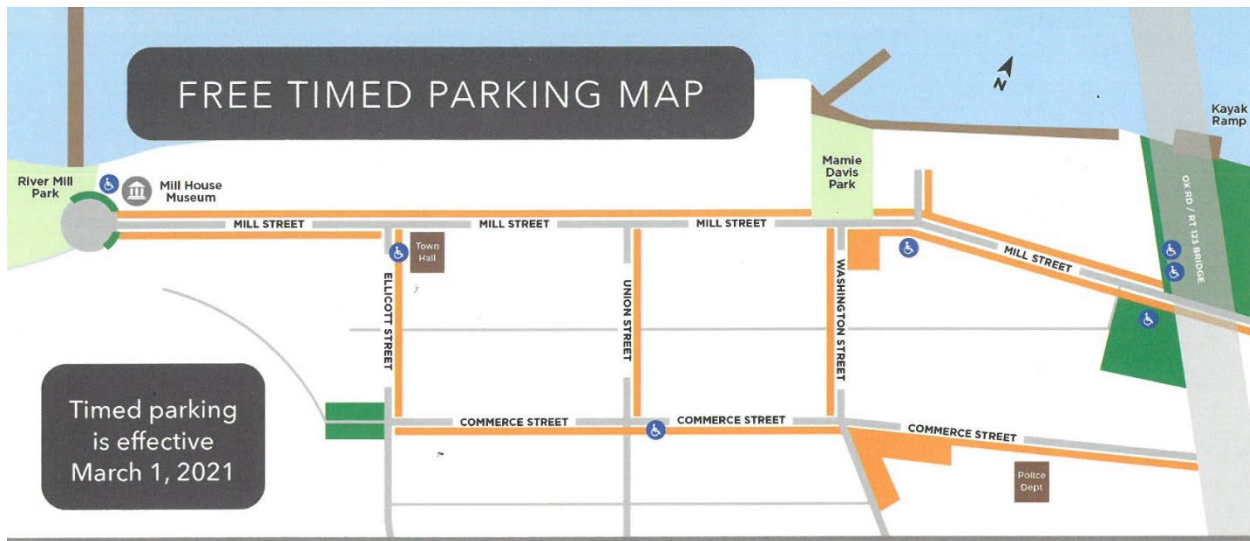 FREE TIMED PARKING MAP
N
Kayak
Ramp
River Mill
Park
Mill House
Museum
Mamie
Davis
Park
MILL STREET
MILL STREET
MILL STREET
MILL STREET
OX RD / RT 123 BRIDGE
Town
Hall
ELLICOTT STREET
UNION STREET
WASHINGTON STREET
COMMERCE STREET
COMMERCE STREET
COMMERCE STREET
Police
Dept
Timed parking
is effective
March 1, 2021